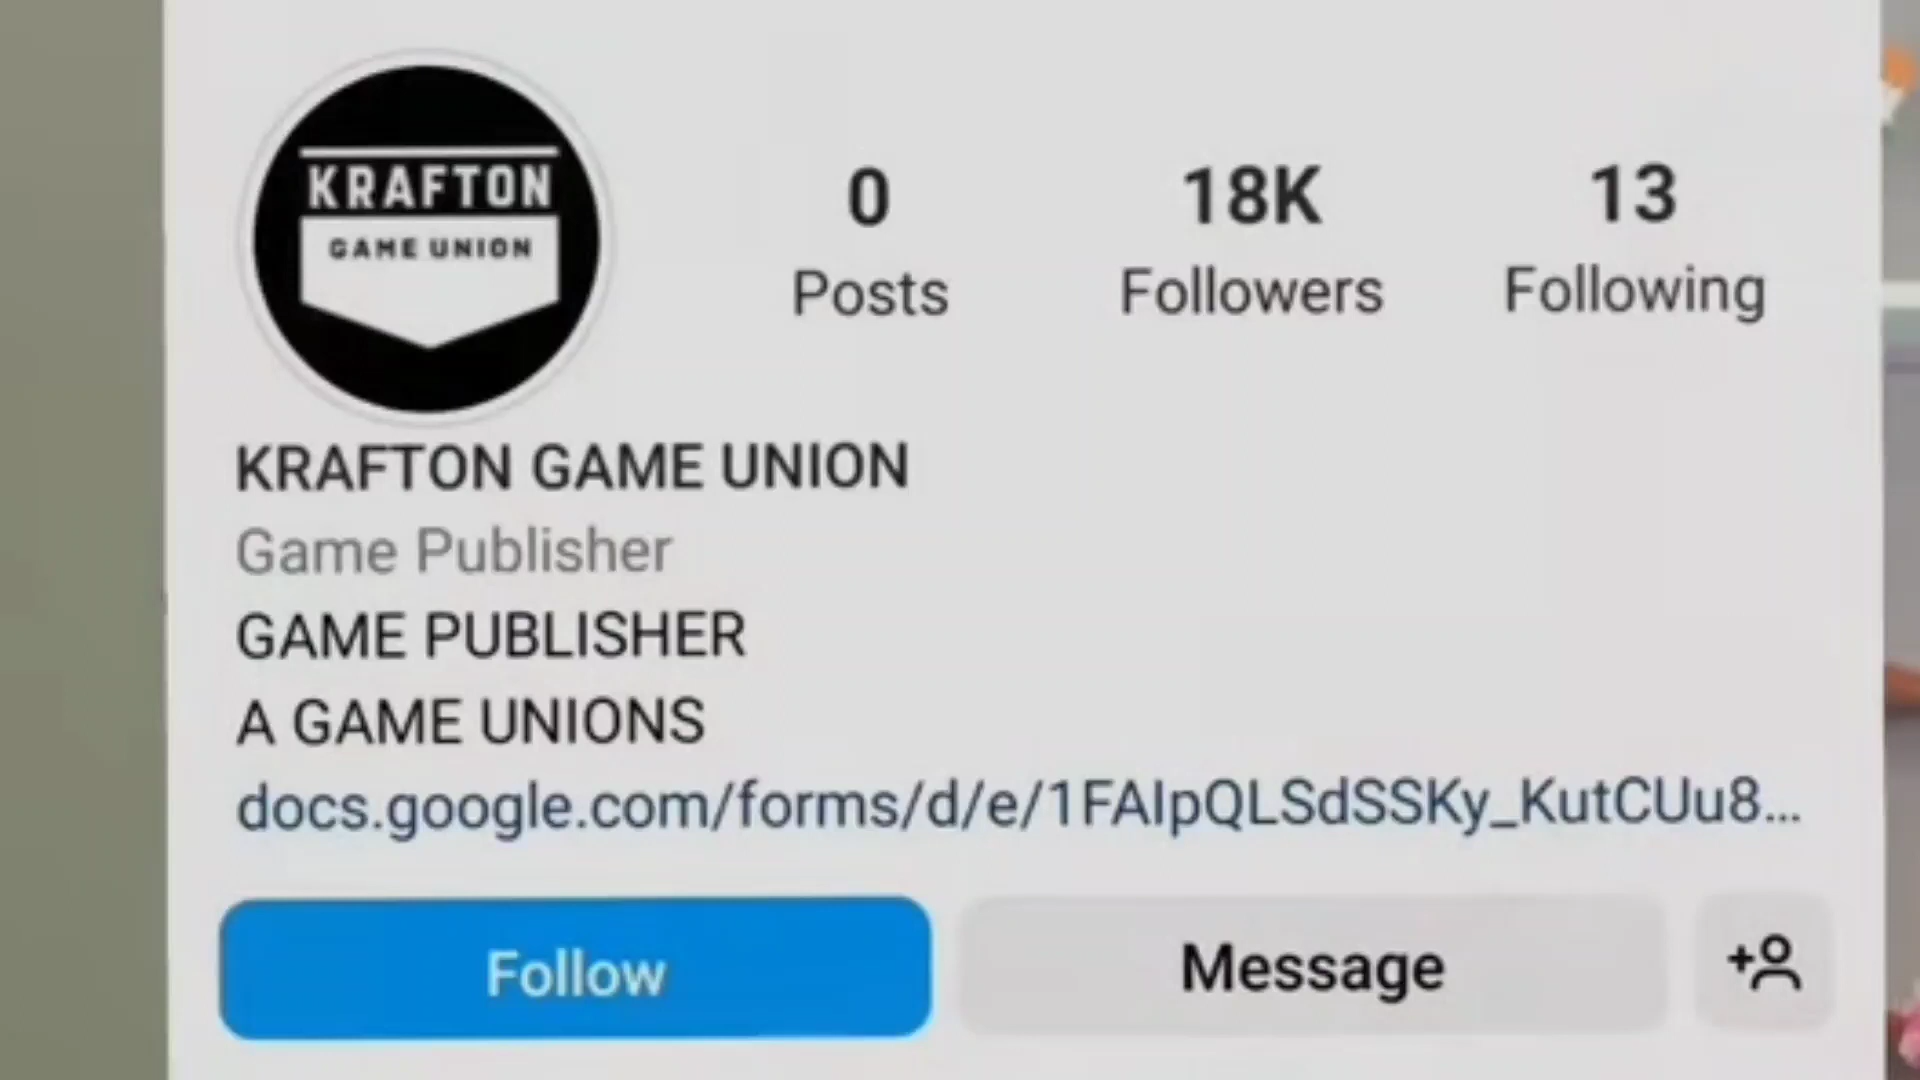 KRAFTON
GAME UNION
0
Posts
18K
Followers
13
Following
KRAFTON GAME UNION
Game Publisher
GAME PUBLISHER
A GAME UNIONS
docs.google.com/forms/d/e/1FAIpQLSdSSKy_KutCUu8...
Follow
Message